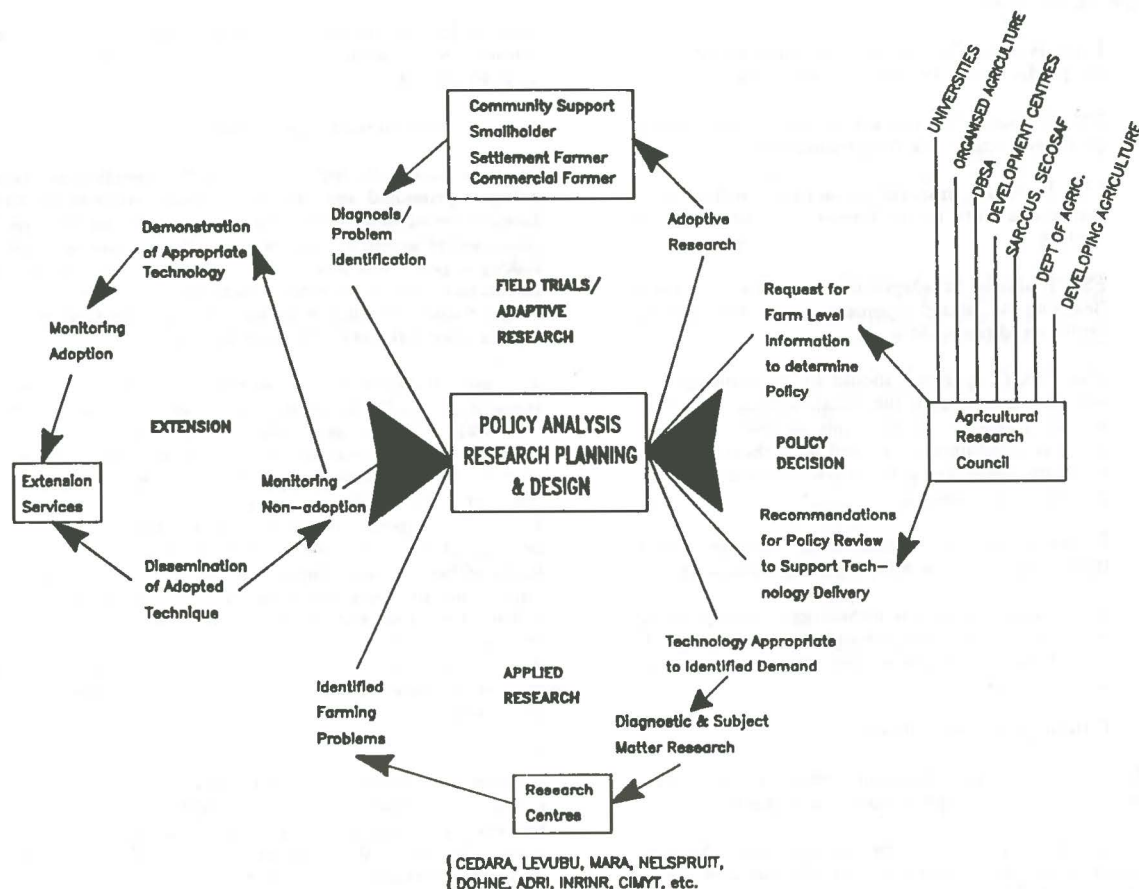 Community Support
Smallholder
Settlement Farmer
Commercial Farmer
Diagnosis/
Problem
Identification
Adoptive
Research
FIELD TRIALS/
ADAPTIVE
RESEARCH
Demonstration
of Appropriate
Technology
Monitoring
Adoption
EXTENSION
Extension
Services
Monitoring
Non-adoption
Dissemination
of Adopted
Technique
POLICY ANALYSIS
RESEARCH PLANNING
& DESIGN
Request for
Farm Level
Information
to determine
Policy
POLICY
DECISION
Recommendations
for Policy Review
to Support Tech-
nology Delivery
UNIVERSITIES
ORGANISED AGRICULTURE
DBSA
DEVELOPMENT CENTRES
SARCCUS, SECOSAF
DEPT OF AGRIC.
DEVELOPING AGRICULTURE
Agricultural
Research
Council
Technology Appropriate
to Identified Demand
Diagnostic & Subject
Matter Research
APPLIED
RESEARCH
Identified
Farming
Problems
Research
Centres
CEDARA, LEVUBU, MARA, NELSPRUIT,
DOHNE, ADRI, INRINR, CIMYT, etc.